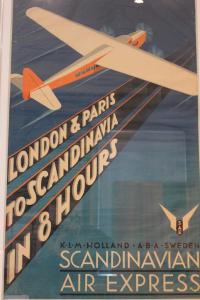 LONDON & PARIS
TO SCANDINAVIA
IN 8 HOURS
K·L·M·HOLLAND·A·B·A·SWEDEN
SCANDINAVIAN
AIR EXPRESS